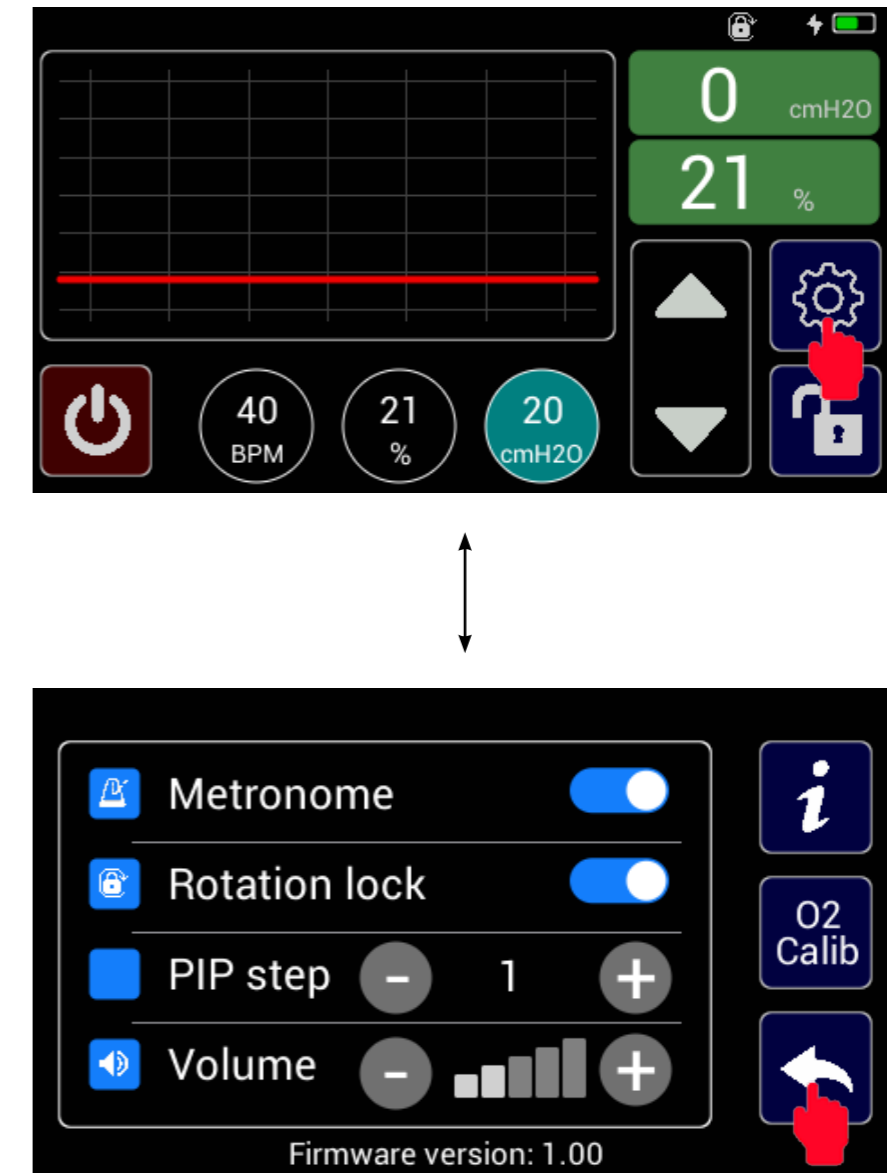 0 cmH2O
21 %
40 BPM
21 %
20 cmH2O
Metronome
i
Rotation lock
O2 Calib
PIP step - 1 +
Volume - +
Firmware version: 1.00